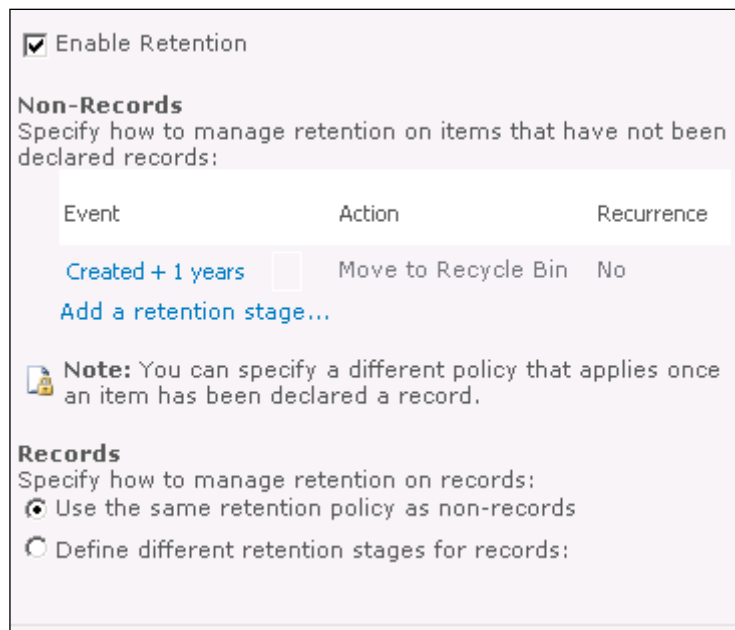 Enable Retention
Non-Records
Specify how to manage retention on items that have not been
declared records:
Event Action Recurrence
Created + 1 years Move to Recycle Bin No
Add a retention stage...
Note: You can specify a different policy that applies once
an item has been declared a record.
Records
Specify how to manage retention on records:
Use the same retention policy as non-records
Define different retention stages for records: